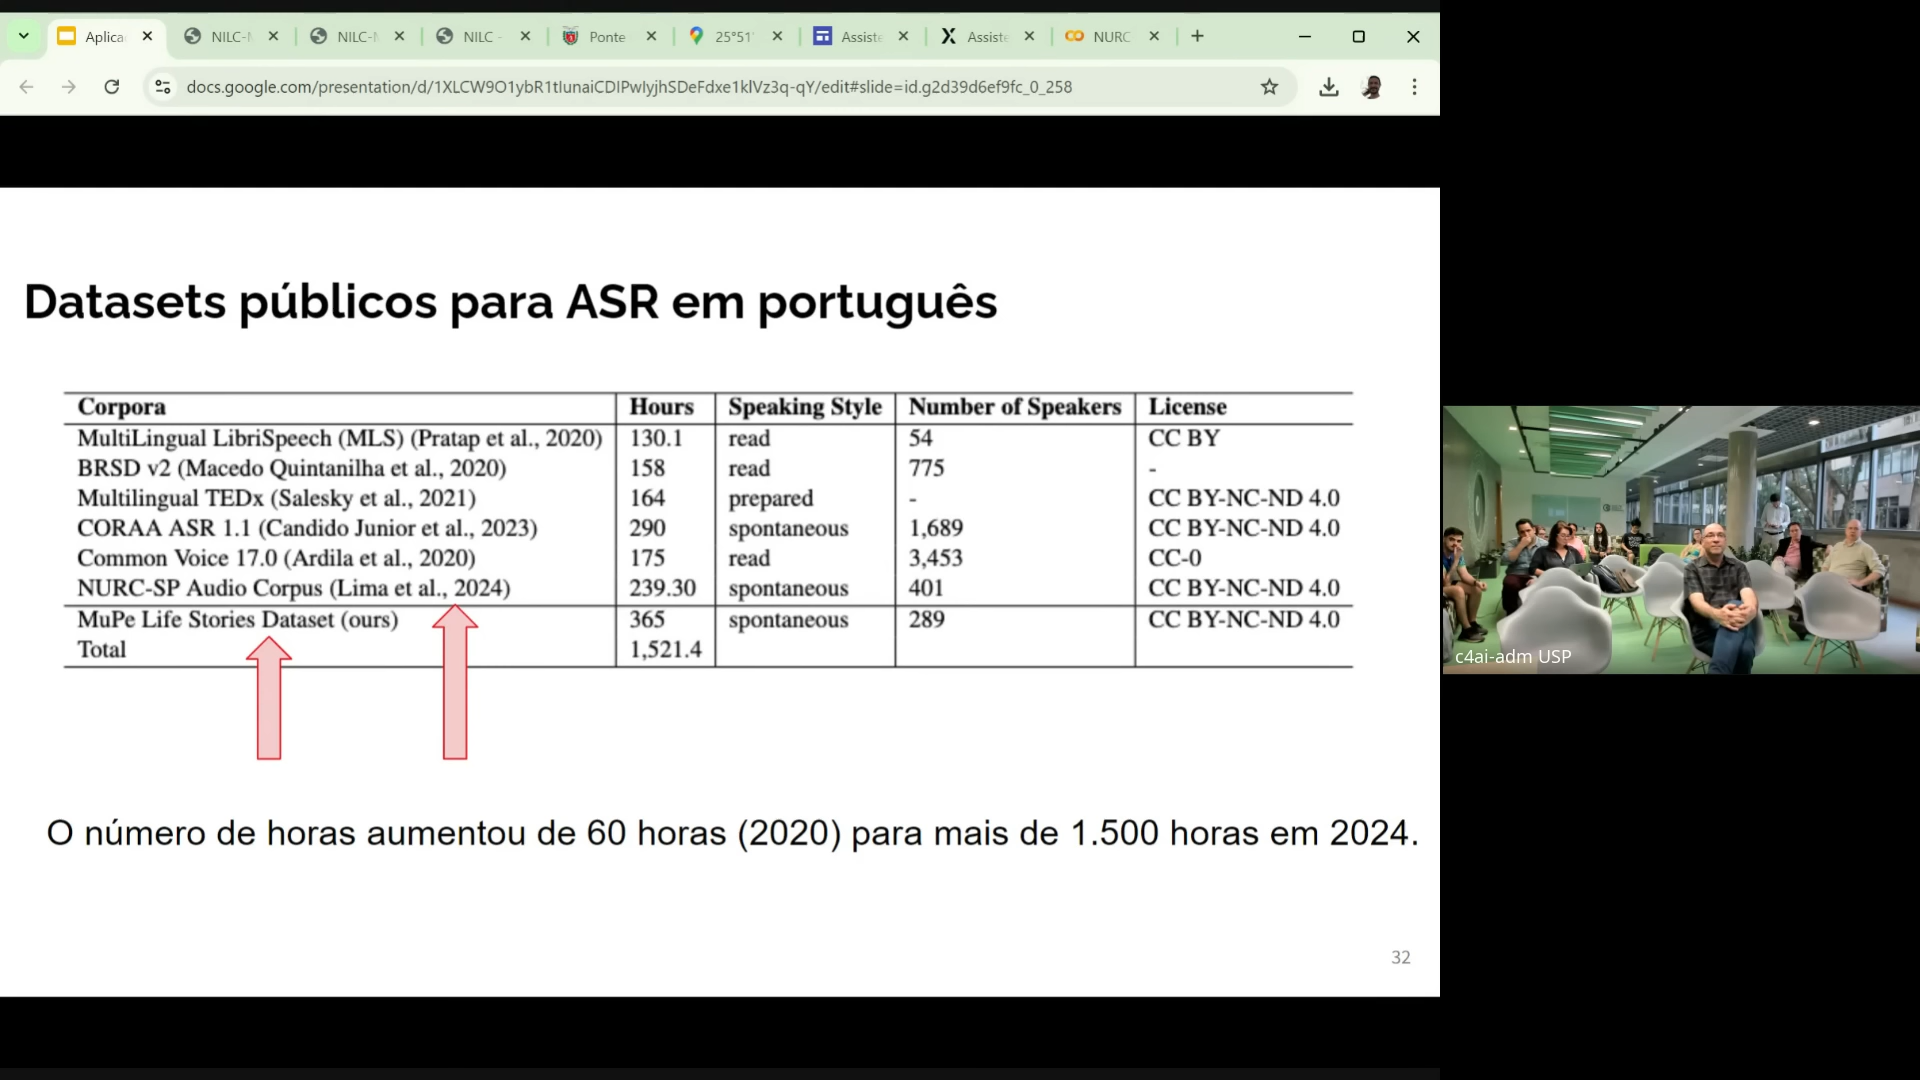 Aplica
NILC-
NILC-
NILC -
Ponte
25°51'
Assiste
Assiste
NURC
docs.google.com/presentation/d/1XLCW9O1ybR1tIunaiCDIPwIyjhSDeFdxe1klVz3q-qY/edit#slide=id.g2d39d6ef9fc_0_258
Datasets públicos para ASR em português
Corpora Hours Speaking Style Number of Speakers License
MultiLingual LibriSpeech (MLS) (Pratap et al., 2020) 130.1 read 54 CC BY
BRSD v2 (Macedo Quintanilha et al., 2020) 158 read 775 -
Multilingual TEDx (Salesky et al., 2021) 164 prepared - CC BY-NC-ND 4.0
CORAA ASR 1.1 (Candido Junior et al., 2023) 290 spontaneous 1,689 CC BY-NC-ND 4.0
Common Voice 17.0 (Ardila et al., 2020) 175 read 3,453 CC-0
NURC-SP Audio Corpus (Lima et al., 2024) 239.30 spontaneous 401 CC BY-NC-ND 4.0
MuPe Life Stories Dataset (ours) 365 spontaneous 289 CC BY-NC-ND 4.0
Total 1,521.4
O número de horas aumentou de 60 horas (2020) para mais de 1.500 horas em 2024.
32
c4ai-adm USP